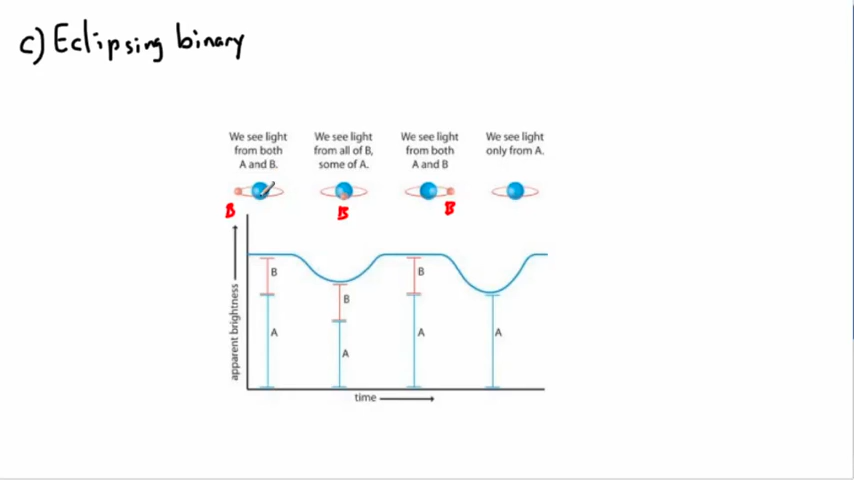 c) Eclipsing binary
We see light
from both
A and B.
We see light
from all of B,
some of A.
We see light
from both
A and B
We see light
only from A.
B
B
B
apparent brightness
B
A
B
A
B
A
A
time